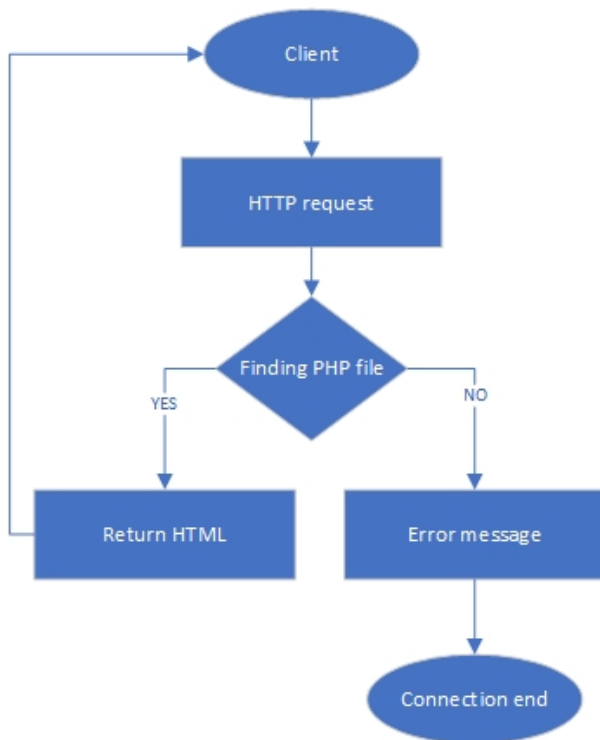 Client
HTTP request
Finding PHP file
YES
NO
Return HTML
Error message
Connection end